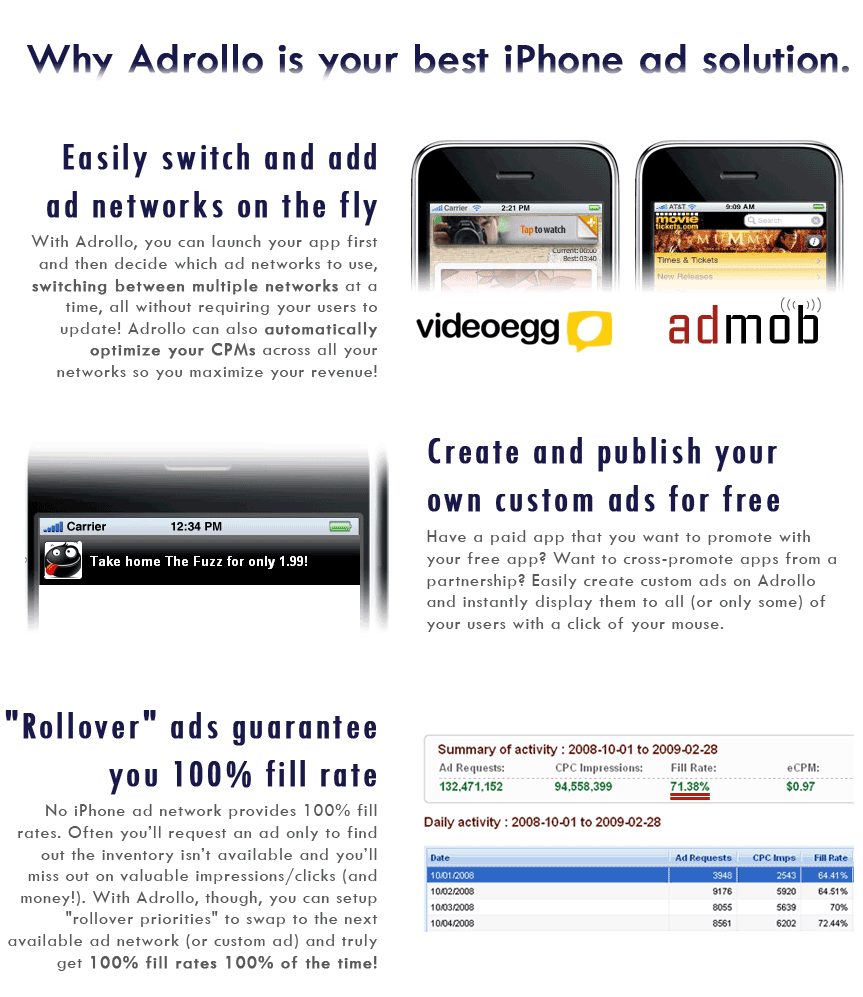 Why Adrollo is your best iPhone ad solution.
Easily switch and add
ad networks on the fly
With Adrollo, you can launch your app first
and then decide which ad networks to use,
switching between multiple networks at a
time, all without requiring your users to
update! Adrollo can also automatically
optimize your CPMs across all your
networks so you maximize your revenue!
Carrier 2:21 PM
Tap to watch
Current: 00:00
Best: 03:40
videoegg
AT&T 9:09 AM
movie
tickets.com
Search
MUMMY
Times & Tickets
New Releases
admob
Carrier 12:34 PM
Take home The Fuzz for only 1.99!
Create and publish your
own custom ads for free
Have a paid app that you want to promote with
your free app? Want to cross-promote apps from a
partnership? Easily create custom ads on Adrollo
and instantly display them to all (or only some) of
your users with a click of your mouse.
"Rollover" ads guarantee
you 100% fill rate
No iPhone ad network provides 100% fill
rates. Often you'll request an ad only to find
out the inventory isn't available and you'll
miss out on valuable impressions/clicks (and
money!). With Adrollo, though, you can setup
"rollover priorities" to swap to the next
available ad network (or custom ad) and truly
get 100% fill rates 100% of the time!
Summary of activity : 2008-10-01 to 2009-02-28
Ad Requests: CPC Impressions: Fill Rate: eCPM:
132,471,152 94,558,399 71.38% $0.97
Daily activity : 2008-10-01 to 2009-02-28
Date Ad Requests CPC Imps Fill Rate
10/01/2008 3948 2543 64.41%
10/02/2008 9176 5920 64.51%
10/03/2008 8055 5639 70%
10/04/2008 8561 6202 72.44%